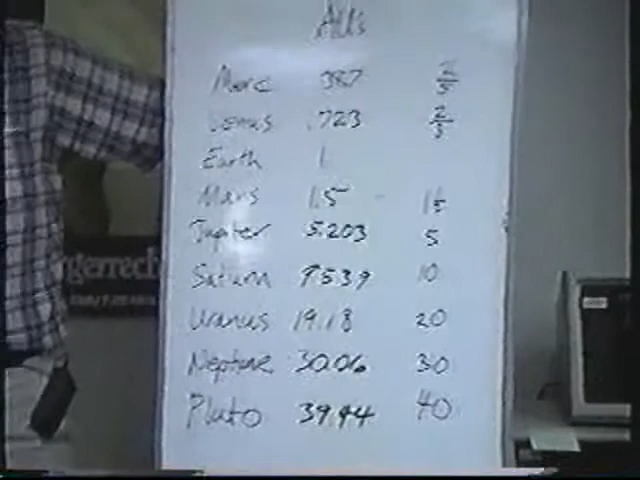 AU's
Merc .387 2/5
Venus .723 2/3
Earth 1
Mars 1.5 - 1.5
Jupiter 5.203 5
Saturn 9.539 10
Uranus 19.18 20
Neptune 30.06 30
Pluto 39.44 40
gerrech